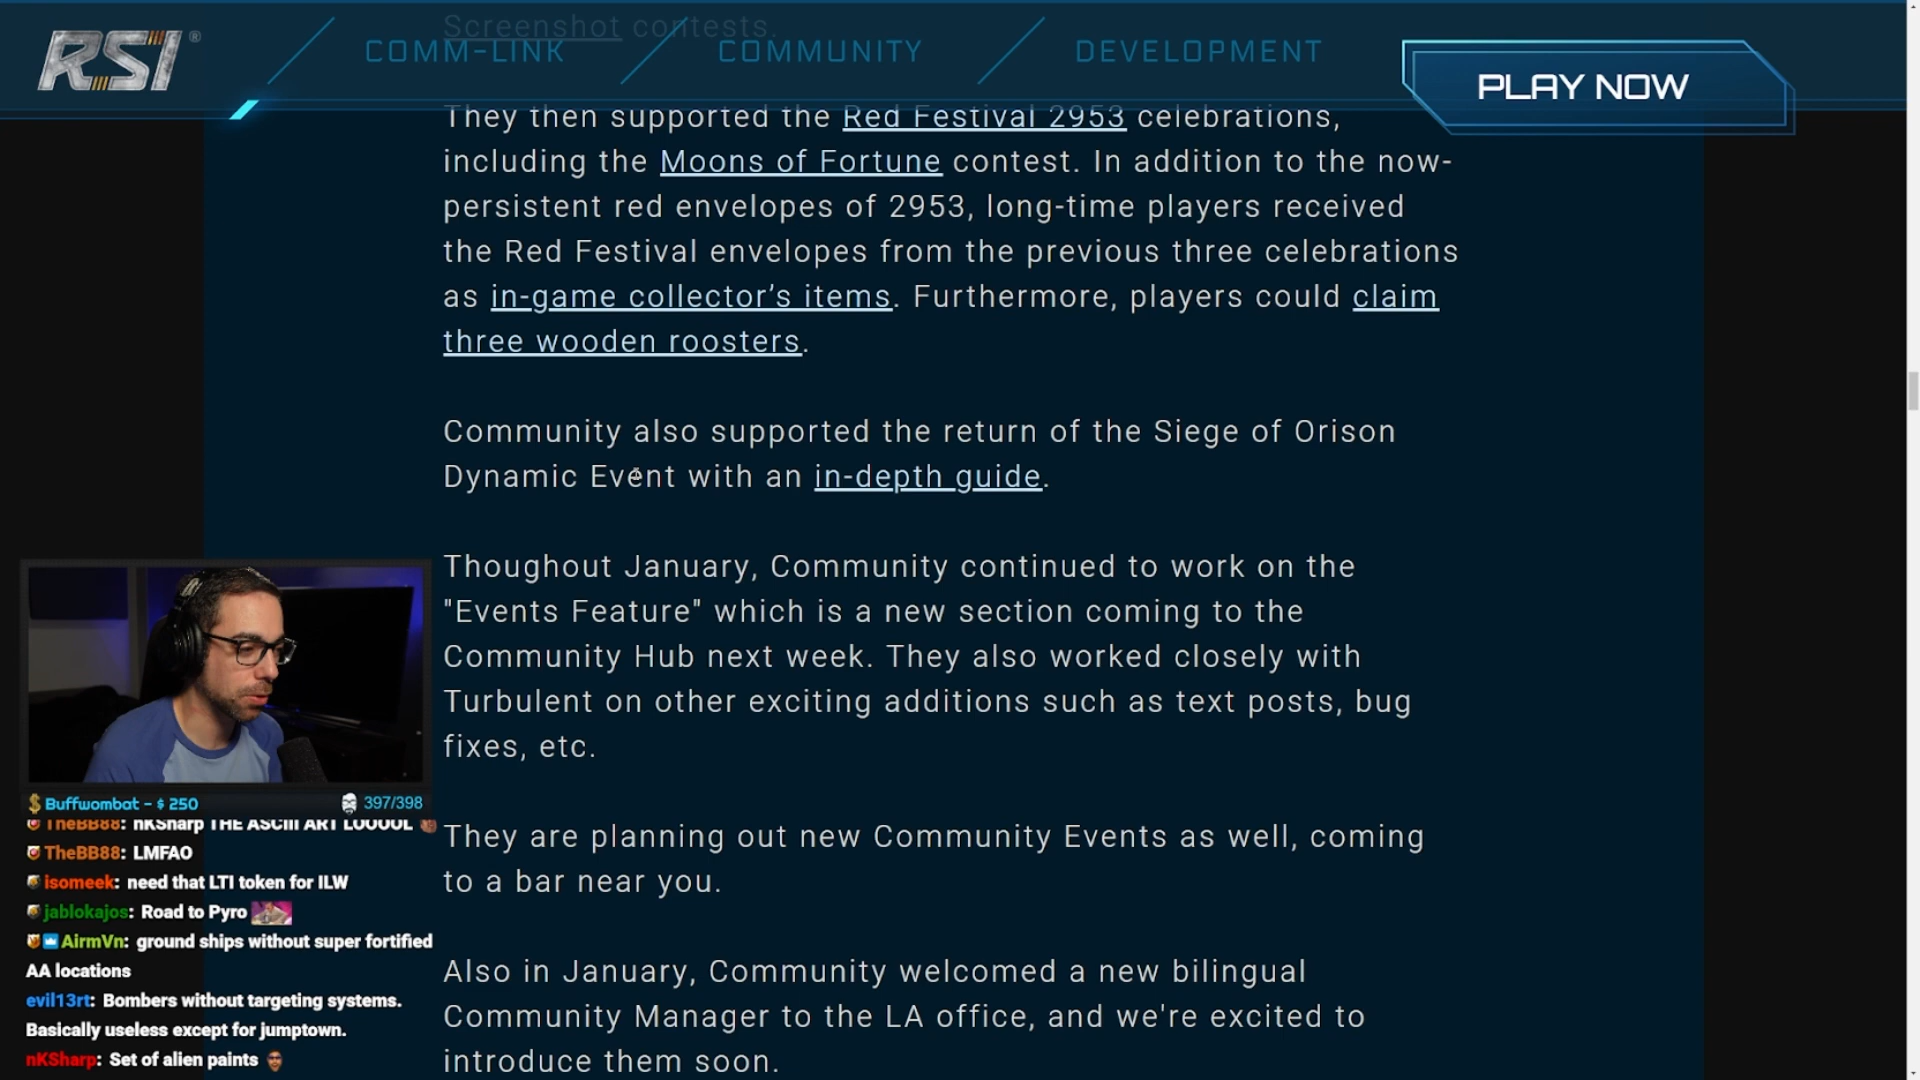 Screenshot contests.
RSI®
COMM-LINK
COMMUNITY
DEVELOPMENT
PLAY NOW
They then supported the Red Festival 2953 celebrations,
including the Moons of Fortune contest. In addition to the now-
persistent red envelopes of 2953, long-time players received
the Red Festival envelopes from the previous three celebrations
as in-game collector’s items. Furthermore, players could claim
three wooden roosters.
Community also supported the return of the Siege of Orison
Dynamic Event with an in-depth guide.
Thoughout January, Community continued to work on the
"Events Feature" which is a new section coming to the
Community Hub next week. They also worked closely with
Turbulent on other exciting additions such as text posts, bug
fixes, etc.
They are planning out new Community Events as well, coming
to a bar near you.
Also in January, Community welcomed a new bilingual
Community Manager to the LA office, and we're excited to
introduce them soon.
Buffwombat - $ 250
397/398
TheBB88: nKSharp THE ASCIII ART LOOOOL
TheBB88: LMFAO
isomeek: need that LTI token for ILW
jablokajos: Road to Pyro
AirmVn: ground ships without super fortified
AA locations
evil13rt: Bombers without targeting systems.
Basically useless except for jumptown.
nKSharp: Set of alien paints